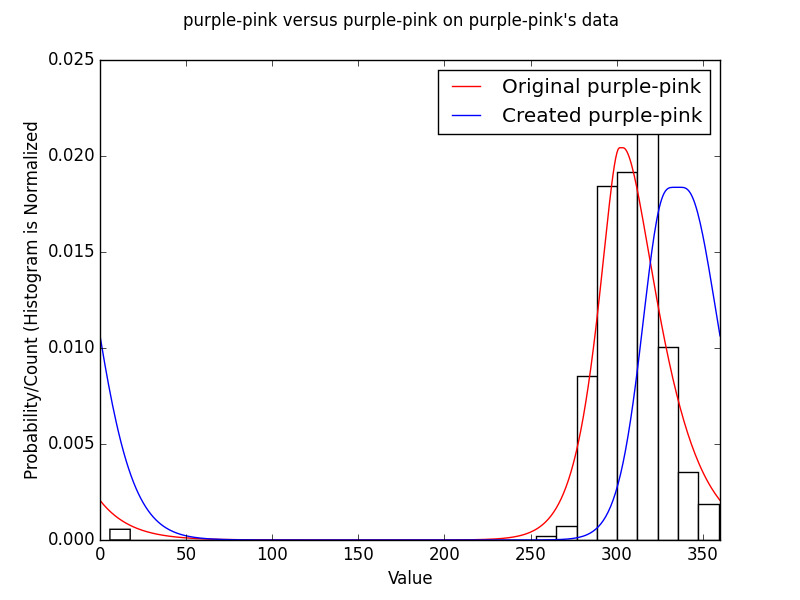 purple-pink versus purple-pink on purple-pink's data
0.025
0.020
0.015
0.010
0.005
0.000
Probability/Count (Histogram is Normalized
Original purple-pink
Created purple-pink
0 50 100 150 200 250 300 350
Value